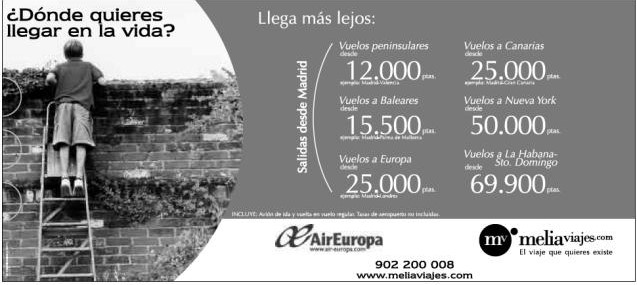 ¿Dónde quieres
llegar en la vida?
Llega más lejos:
Salidas desde Madrid
Vuelos peninsulares
desde
12.000 ptas.
ejemplo: Madrid-Valencia
Vuelos a Baleares
desde
15.500 ptas.
ejemplo: Madrid-Palma de Mallorca
Vuelos a Europa
desde
25.000 ptas.
ejemplo: Madrid-Londres
Vuelos a Canarias
desde
25.000 ptas.
ejemplo: Madrid-Gran Canaria
Vuelos a Nueva York
desde
50.000 ptas.
Vuelos a La Habana-
Sto. Domingo
desde
69.900 ptas.
INCLUYE: Avión de ida y vuelta en vuelo regular. Tasas de aeropuerto no incluidas.
AirEuropa
www.air-europa.com
mv meliaviajes.com
El viaje que quieres existe
902 200 008
www.meliaviajes.com